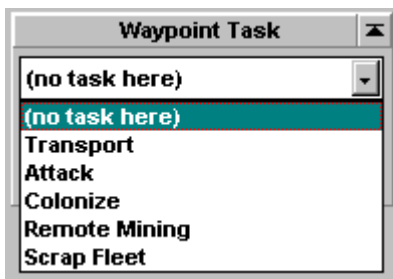 Waypoint Task
(no task here)
(no task here)
Transport
Attack
Colonize
Remote Mining
Scrap Fleet